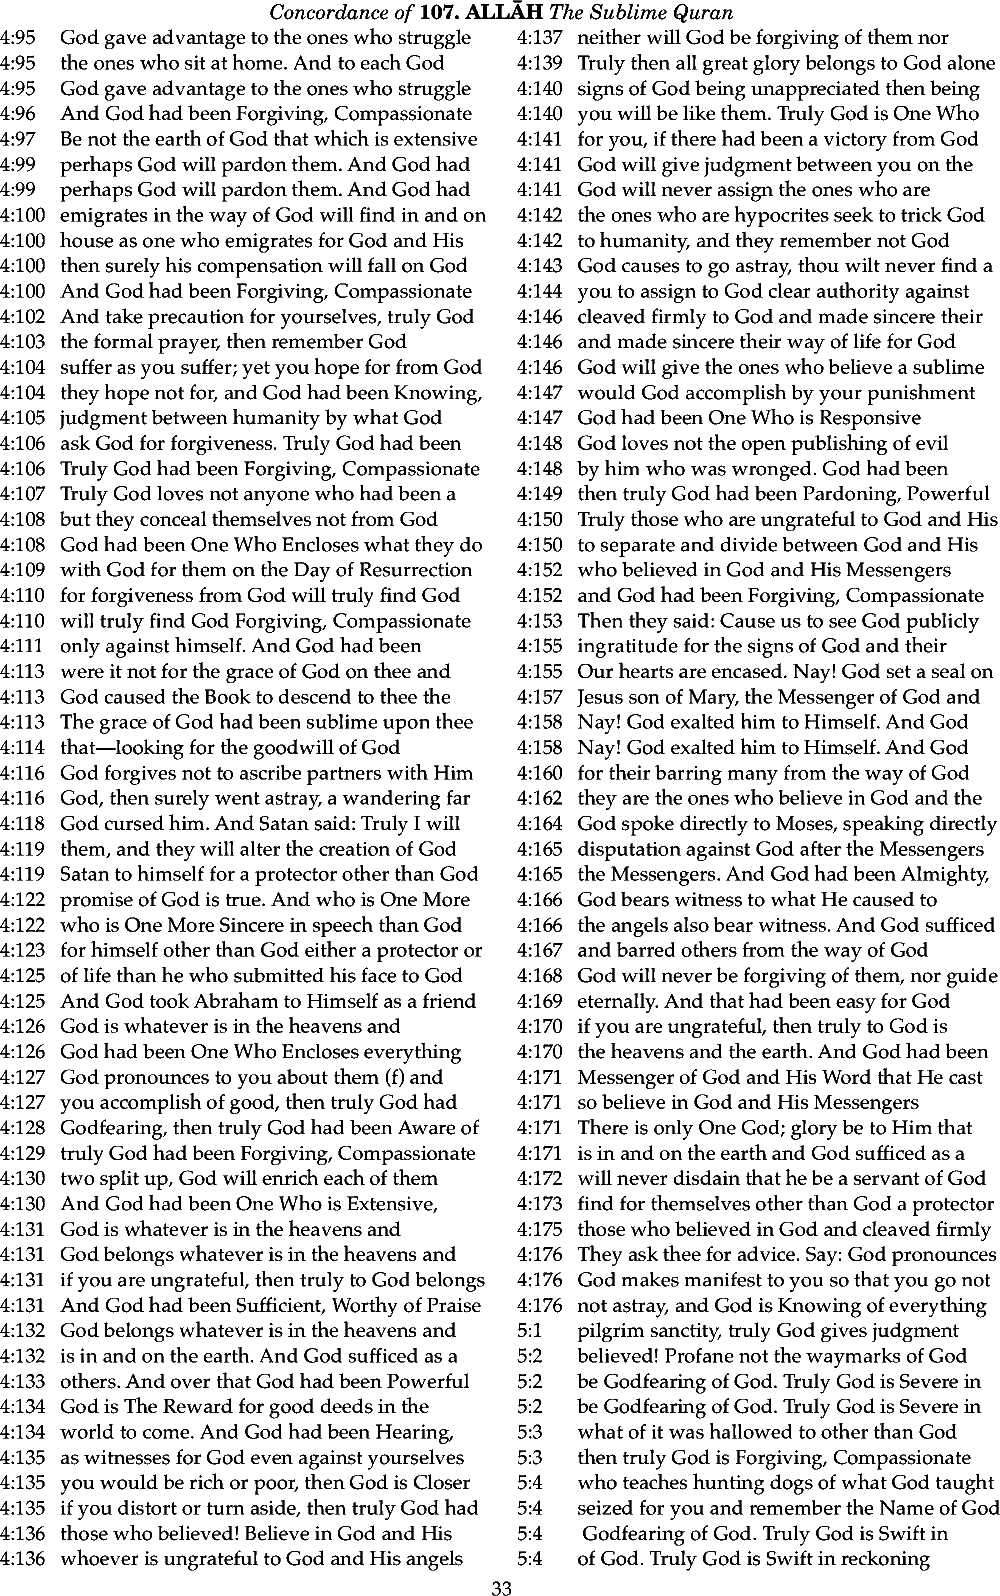 Concordance of 107. ALLĀH The Sublime Quran
4:95 God gave advantage to the ones who struggle
4:95 the ones who sit at home. And to each God
4:95 God gave advantage to the ones who struggle
4:96 And God had been Forgiving, Compassionate
4:97 Be not the earth of God that which is extensive
4:99 perhaps God will pardon them. And God had
4:99 perhaps God will pardon them. And God had
4:100 emigrates in the way of God will find in and on
4:100 house as one who emigrates for God and His
4:100 then surely his compensation will fall on God
4:100 And God had been Forgiving, Compassionate
4:102 And take precaution for yourselves, truly God
4:103 the formal prayer, then remember God
4:104 suffer as you suffer; yet you hope for from God
4:104 they hope not for, and God had been Knowing,
4:105 judgment between humanity by what God
4:106 ask God for forgiveness. Truly God had been
4:106 Truly God had been Forgiving, Compassionate
4:107 Truly God loves not anyone who had been a
4:108 but they conceal themselves not from God
4:108 God had been One Who Encloses what they do
4:109 with God for them on the Day of Resurrection
4:110 for forgiveness from God will truly find God
4:110 will truly find God Forgiving, Compassionate
4:111 only against himself. And God had been
4:113 were it not for the grace of God on thee and
4:113 God caused the Book to descend to thee the
4:113 The grace of God had been sublime upon thee
4:114 that—looking for the goodwill of God
4:116 God forgives not to ascribe partners with Him
4:116 God, then surely went astray, a wandering far
4:118 God cursed him. And Satan said: Truly I will
4:119 them, and they will alter the creation of God
4:119 Satan to himself for a protector other than God
4:122 promise of God is true. And who is One More
4:122 who is One More Sincere in speech than God
4:123 for himself other than God either a protector or
4:125 of life than he who submitted his face to God
4:125 And God took Abraham to Himself as a friend
4:126 God is whatever is in the heavens and
4:126 God had been One Who Encloses everything
4:127 God pronounces to you about them (f) and
4:127 you accomplish of good, then truly God had
4:128 Godfearing, then truly God had been Aware of
4:129 truly God had been Forgiving, Compassionate
4:130 two split up, God will enrich each of them
4:130 And God had been One Who is Extensive,
4:131 God is whatever is in the heavens and
4:131 God belongs whatever is in the heavens and
4:131 if you are ungrateful, then truly to God belongs
4:131 And God had been Sufficient, Worthy of Praise
4:132 God belongs whatever is in the heavens and
4:132 is in and on the earth. And God sufficed as a
4:133 others. And over that God had been Powerful
4:134 God is The Reward for good deeds in the
4:134 world to come. And God had been Hearing,
4:135 as witnesses for God even against yourselves
4:135 you would be rich or poor, then God is Closer
4:135 if you distort or turn aside, then truly God had
4:136 those who believed! Believe in God and His
4:136 whoever is ungrateful to God and His angels
4:137 neither will God be forgiving of them nor
4:139 Truly then all great glory belongs to God alone
4:140 signs of God being unappreciated then being
4:140 you will be like them. Truly God is One Who
4:141 for you, if there had been a victory from God
4:141 God will give judgment between you on the
4:141 God will never assign the ones who are
4:142 the ones who are hypocrites seek to trick God
4:142 to humanity, and they remember not God
4:143 God causes to go astray, thou wilt never find a
4:144 you to assign to God clear authority against
4:146 cleaved firmly to God and made sincere their
4:146 and made sincere their way of life for God
4:146 God will give the ones who believe a sublime
4:147 would God accomplish by your punishment
4:147 God had been One Who is Responsive
4:148 God loves not the open publishing of evil
4:148 by him who was wronged. God had been
4:149 then truly God had been Pardoning, Powerful
4:150 Truly those who are ungrateful to God and His
4:150 to separate and divide between God and His
4:152 who believed in God and His Messengers
4:152 and God had been Forgiving, Compassionate
4:153 Then they said: Cause us to see God publicly
4:155 ingratitude for the signs of God and their
4:155 Our hearts are encased. Nay! God set a seal on
4:157 Jesus son of Mary, the Messenger of God and
4:158 Nay! God exalted him to Himself. And God
4:158 Nay! God exalted him to Himself. And God
4:160 for their barring many from the way of God
4:162 they are the ones who believe in God and the
4:164 God spoke directly to Moses, speaking directly
4:165 disputation against God after the Messengers
4:165 the Messengers. And God had been Almighty,
4:166 God bears witness to what He caused to
4:166 the angels also bear witness. And God sufficed
4:167 and barred others from the way of God
4:168 God will never be forgiving of them, nor guide
4:169 eternally. And that had been easy for God
4:170 if you are ungrateful, then truly to God is
4:170 the heavens and the earth. And God had been
4:171 Messenger of God and His Word that He cast
4:171 so believe in God and His Messengers
4:171 There is only One God; glory be to Him that
4:171 is in and on the earth and God sufficed as a
4:172 will never disdain that he be a servant of God
4:173 find for themselves other than God a protector
4:175 those who believed in God and cleaved firmly
4:176 They ask thee for advice. Say: God pronounces
4:176 God makes manifest to you so that you go not
4:176 not astray, and God is Knowing of everything
5:1 pilgrim sanctity, truly God gives judgment
5:2 believed! Profane not the waymarks of God
5:2 be Godfearing of God. Truly God is Severe in
5:2 be Godfearing of God. Truly God is Severe in
5:3 what of it was hallowed to other than God
5:3 then truly God is Forgiving, Compassionate
5:4 who teaches hunting dogs of what God taught
5:4 seized for you and remember the Name of God
5:4 Godfearing of God. Truly God is Swift in
5:4 of God. Truly God is Swift in reckoning
33